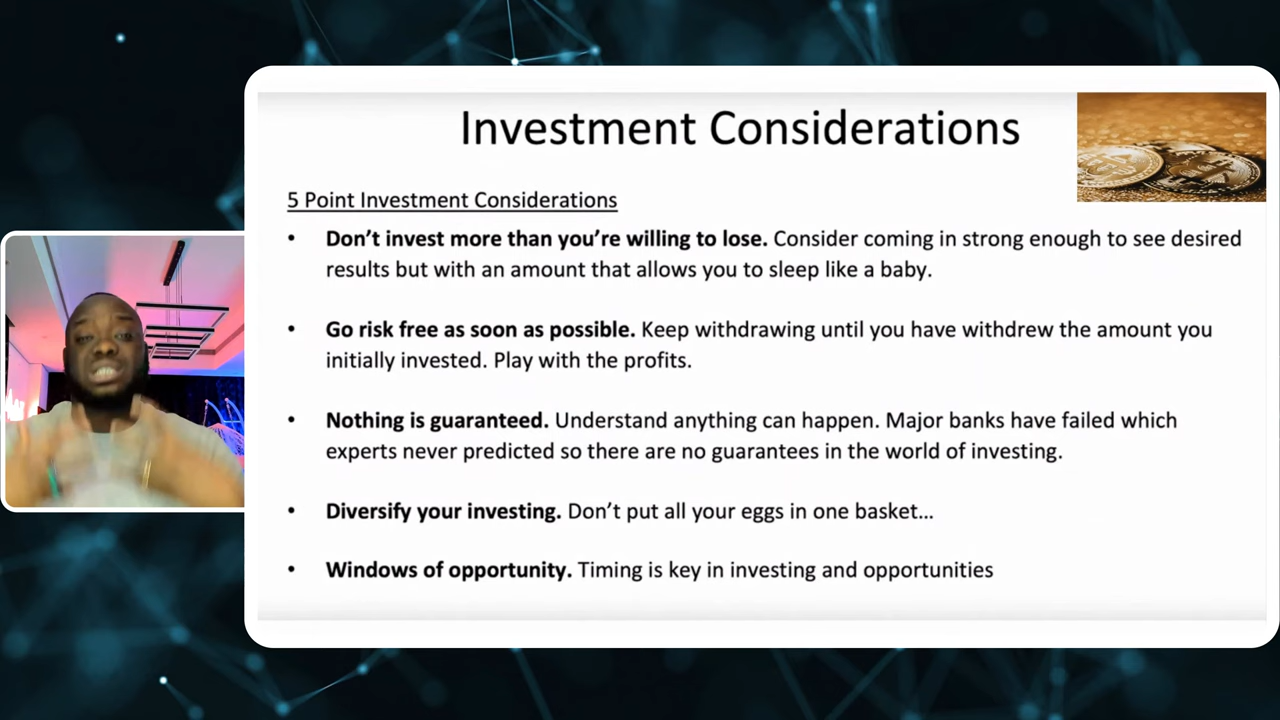 Investment Considerations
5 Point Investment Considerations
• Don't invest more than you're willing to lose. Consider coming in strong enough to see desired
results but with an amount that allows you to sleep like a baby.
• Go risk free as soon as possible. Keep withdrawing until you have withdrew the amount you
initially invested. Play with the profits.
• Nothing is guaranteed. Understand anything can happen. Major banks have failed which
experts never predicted so there are no guarantees in the world of investing.
• Diversify your investing. Don't put all your eggs in one basket…
• Windows of opportunity. Timing is key in investing and opportunities